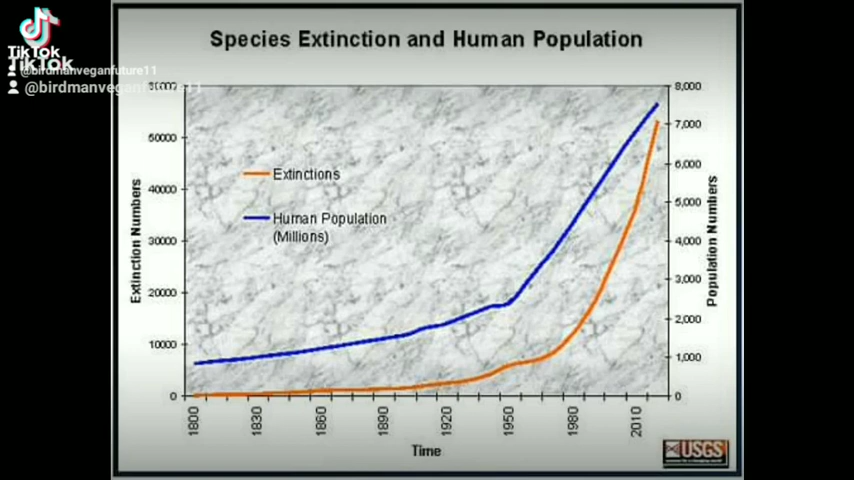 TikTok
TikTok
@birdmanveganfuture11
@birdmanveganfuture11
Species Extinction and Human Population
60000
50000
40000
30000
20000
10000
0
Extinction Numbers
Extinctions
Human Population
(Millions)
8,000
7,000
6,000
5,000
4,000
3,000
2,000
1,000
0
Population Numbers
1800
1830
1860
1890
1920
1950
1980
2010
Time
USGS